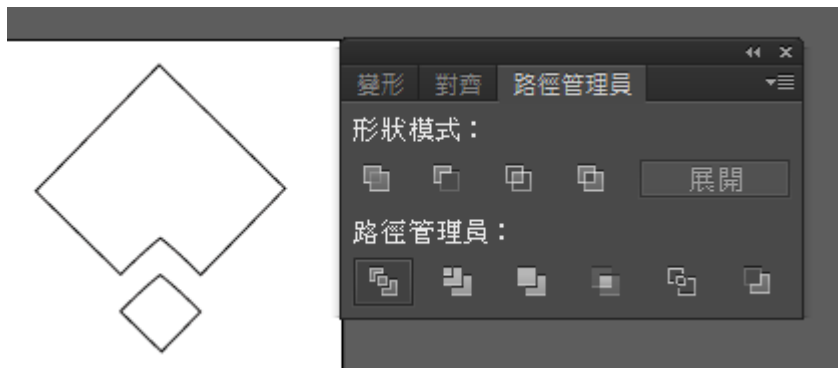 變形 對齊 路徑管理員
形狀模式：
展開
路徑管理員：